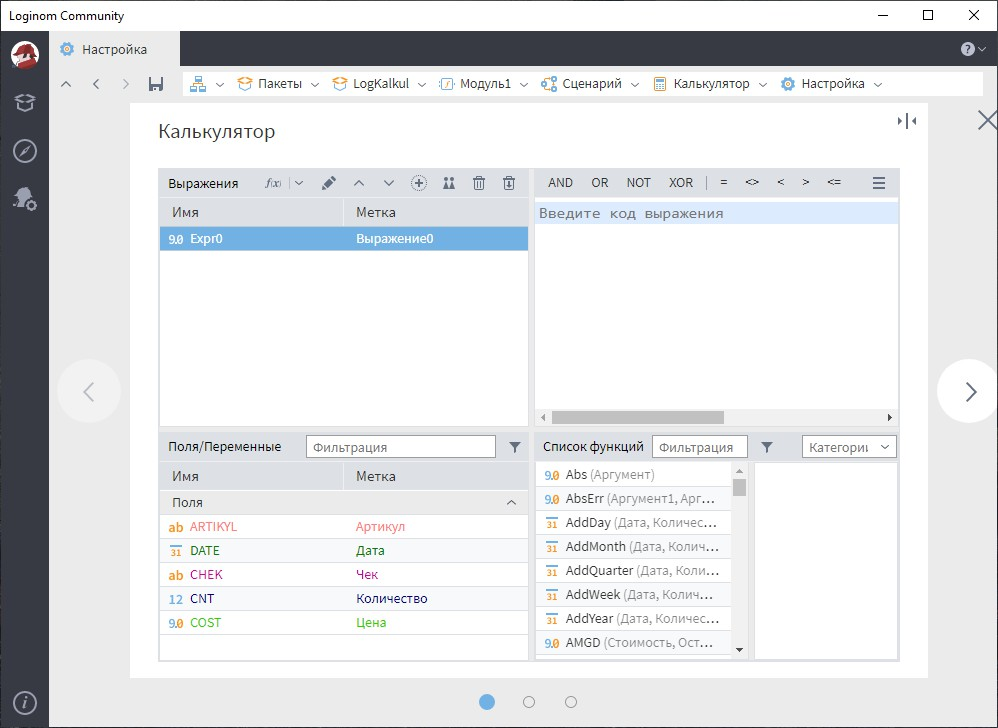 Loginom Community
Настройка
Пакеты LogKalkul Модуль1 Сценарий Калькулятор Настройка
Калькулятор
Выражения f(x)
AND OR NOT XOR = <> < > <=
Имя Метка
Введите код выражения
9.0 Expr0 Выражение0
Поля/Переменные Фильтрация
Список функций Фильтрация Категори
Имя Метка
Поля
ab ARTIKYL Артикул
31 DATE Дата
ab CHEK Чек
12 CNT Количество
9.0 COST Цена
9.0 Abs (Аргумент)
9.0 AbsErr (Аргумент1, Арг...
31 AddDay (Дата, Количес...
31 AddMonth (Дата, Колич...
31 AddQuarter (Дата, Коли...
31 AddWeek (Дата, Колич...
31 AddYear (Дата, Количес...
9.0 AMGD (Стоимость, Ост...